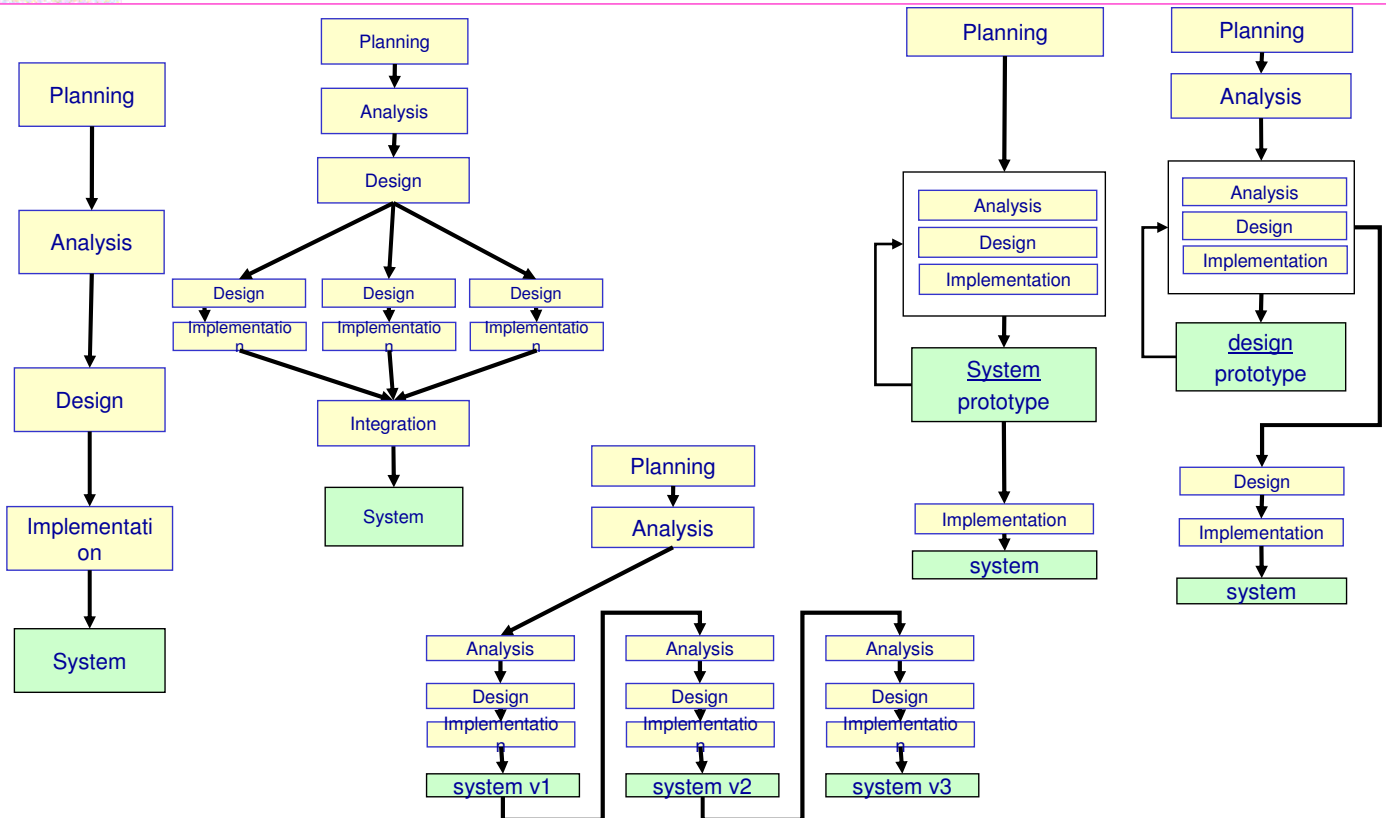 Planning
Analysis
Design
Implementati
on
System
Planning
Analysis
Design
Design
Design
Design
Implementatio
n
Implementatio
n
Implementatio
n
Integration
System
Planning
Analysis
Analysis
Design
Implementatio
n
system v1
Analysis
Design
Implementatio
n
system v2
Analysis
Design
Implementatio
n
system v3
Planning
Analysis
Design
Implementation
System
prototype
Implementation
system
Planning
Analysis
Analysis
Design
Implementation
design
prototype
Design
Implementation
system